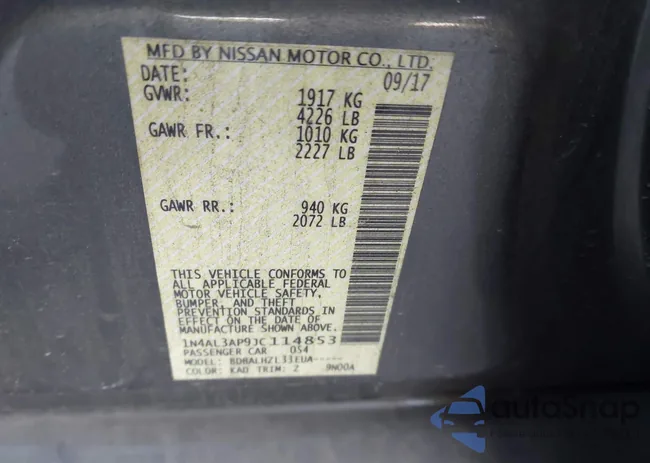 MFD BY NISSAN MOTOR CO., LTD.
DATE: 09/17
GVWR: 1917 KG
4226 LB
GAWR FR.: 1010 KG
2227 LB
GAWR RR.: 940 KG
2072 LB
THIS VEHICLE CONFORMS TO
ALL APPLICABLE FEDERAL
MOTOR VEHICLE SAFETY,
BUMPER, AND THEFT
PREVENTION STANDARDS IN
EFFECT ON THE DATE OF
MANUFACTURE SHOWN ABOVE.
1N4AL3AP9JC114853
PASSENGER CAR 054
MODEL: BDBALHZL33EUA-----
COLOR: KAD TRIM: Z 9N00A
autoSnap